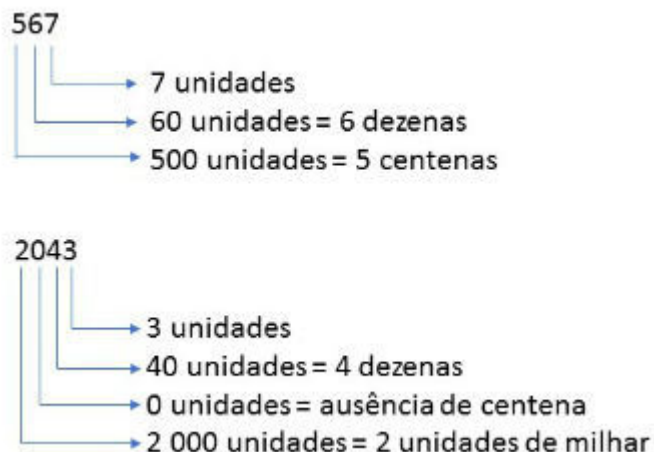 567
7 unidades
60 unidades = 6 dezenas
500 unidades = 5 centenas
2043
3 unidades
40 unidades = 4 dezenas
0 unidades = ausência de centena
2 000 unidades = 2 unidades de milhar